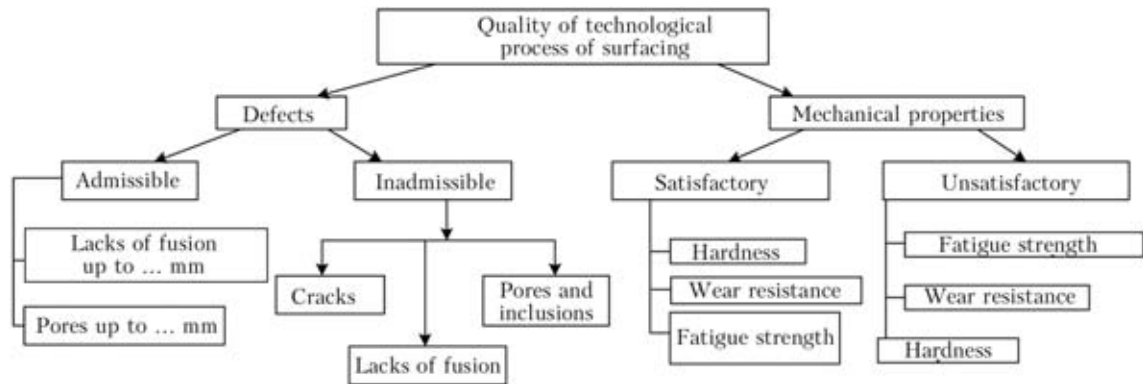 Quality of technological
process of surfacing
Defects
Mechanical properties
Admissible
Inadmissible
Satisfactory
Unsatisfactory
Lacks of fusion
up to ... mm
Pores up to ... mm
Cracks
Lacks of fusion
Pores and
inclusions
Hardness
Wear resistance
Fatigue strength
Fatigue strength
Wear resistance
Hardness